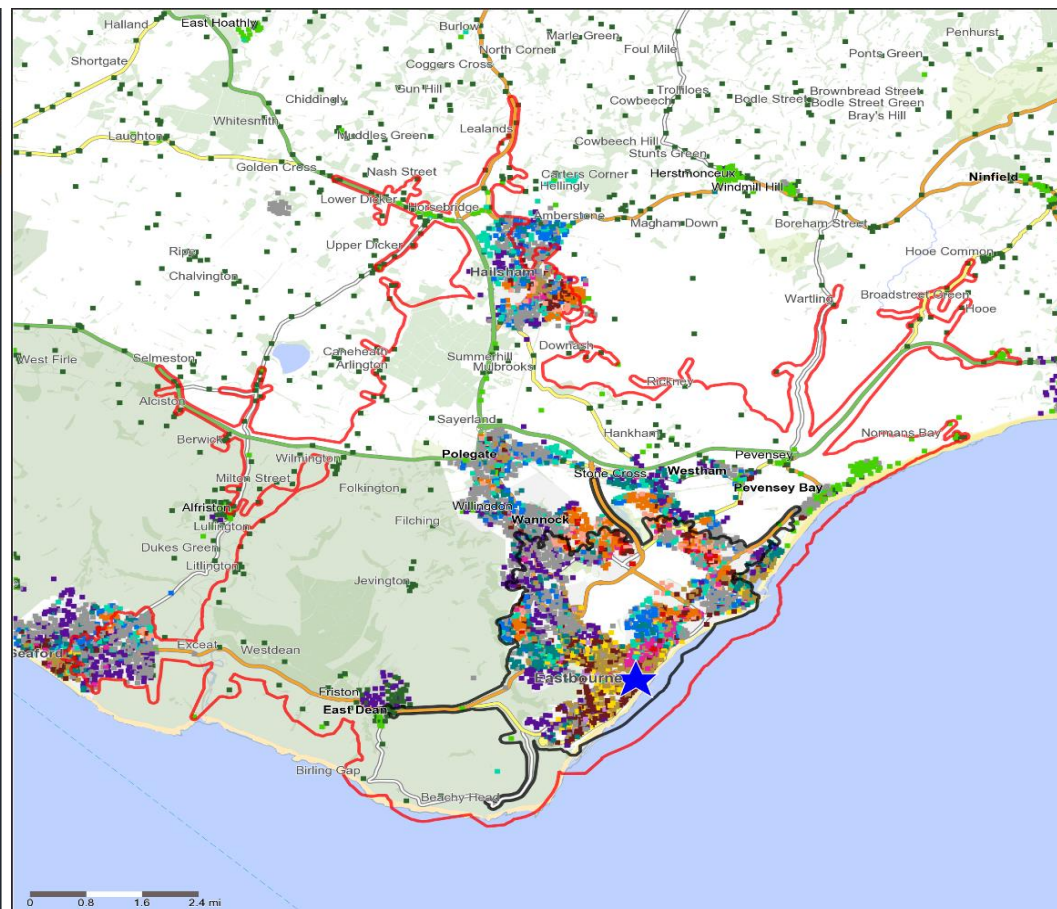 Halland
East Hoathly
Burlow
Marle Green
Penhurst
North Corner
Foul Mile
Ponts Green
Shortgate
Coggers Cross
Gun Hill
Trolliloes
Brownbread Street
Chiddingly
Cowbeech
Bodle Street
Bodle Street Green
Whitesmith
Bray's Hill
Laughton
Muddles Green
Lealands
Cowbeech Hill
Stunts Green
Golden Cross
Nash Street
Carters Corner
Herstmonceux
Hellingly
Windmill Hill
Ninfield
Lower Dicker
Horsebridge
Amberstone
Magham Down
Boreham Street
Upper Dicker
Ripe
Hooe Common
Chalvington
Hailsham
Wartling
Broadstreet Green
Hooe
Downash
West Firle
Selmeston
Caneheath
Arlington
Summerhill
Mulbrooks
Rickney
Alciston
Sayerland
Hankham
Normans Bay
Berwick
Wilmington
Polegate
Pevensey
Milton Street
Stone Cross
Westham
Folkington
Pevensey Bay
Alfriston
Willingdon
Lullington
Filching
Wannock
Dukes Green
Litlington
Jevington
Seaford
Exceat
Westdean
Eastbourne
Friston
East Dean
Birling Gap
Beachy Head
0 0.8 1.6 2.4 mi